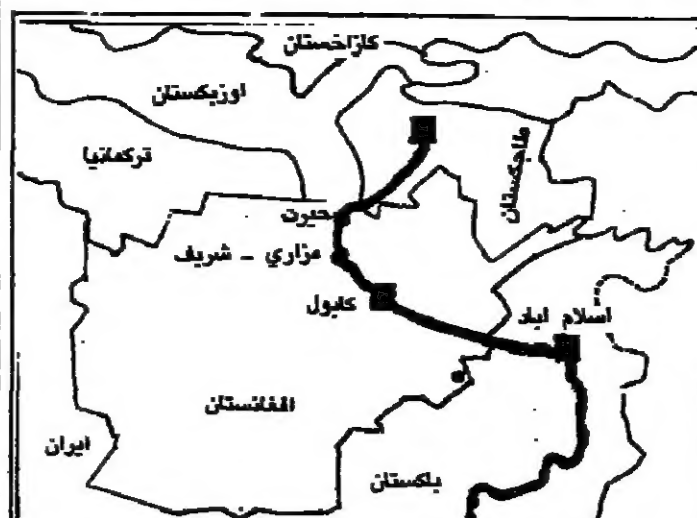 كازاخستان
اوزبكستان
تركمانيا
طاجكستان
حيرت
مزاري - شريف
كابول
اسلام اباد
افغانستان
ايران
باكستان